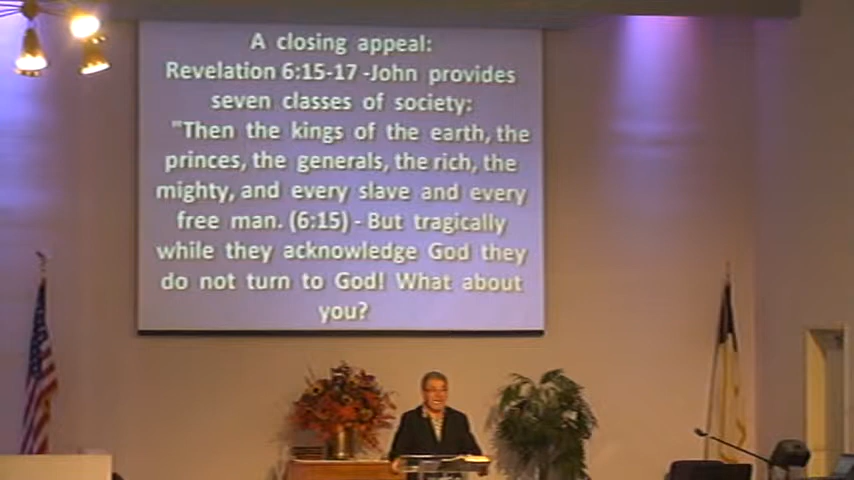 A closing appeal:
Revelation 6:15-17 -John provides
seven classes of society:
"Then the kings of the earth, the
princes, the generals, the rich, the
mighty, and every slave and every
free man. (6:15) - But tragically
while they acknowledge God they
do not turn to God! What about
you?